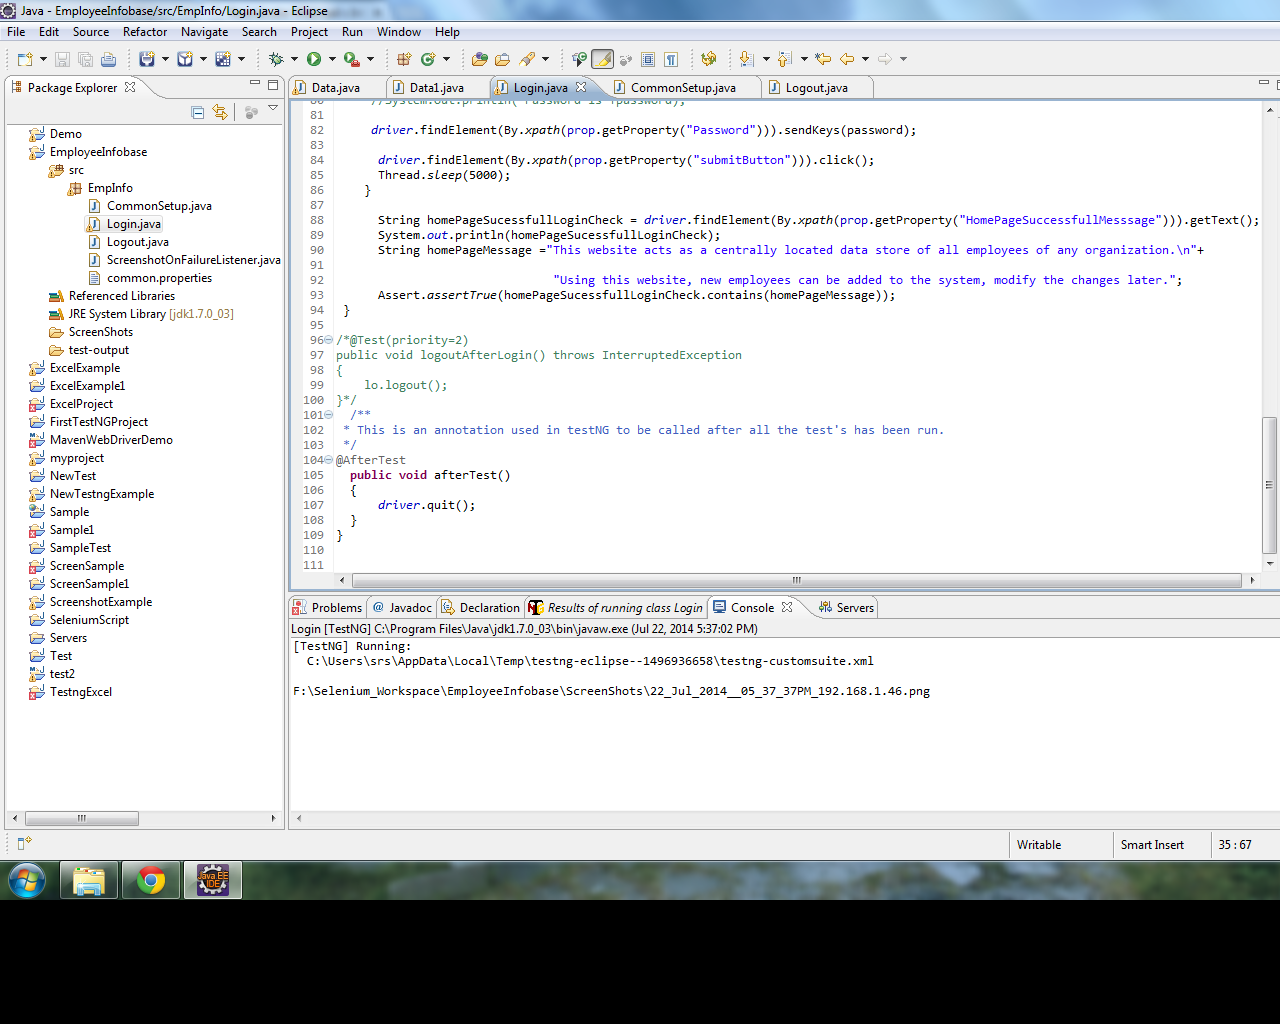 Java - EmployeeInfobase/src/EmpInfo/Login.java - Eclipse
File Edit Source Refactor Navigate Search Project Run Window Help
Package Explorer
Demo
EmployeeInfobase
src
EmpInfo
CommonSetup.java
Login.java
Logout.java
ScreenshotOnFailureListener.java
common.properties
Referenced Libraries
JRE System Library [jdk1.7.0_03]
ScreenShots
test-output
ExcelExample
ExcelExample1
ExcelProject
FirstTestNGProject
MavenWebDriverDemo
myproject
NewTest
NewTestngExample
Sample
Sample1
SampleTest
ScreenSample
ScreenSample1
ScreenshotExample
SeleniumScript
Servers
Test
test2
TestngExcel
Data.java Data1.java Login.java CommonSetup.java Logout.java
80 //System.out.println("Password is"+password);
81
82 driver.findElement(By.xpath(prop.getProperty("Password"))).sendKeys(password);
83
84 driver.findElement(By.xpath(prop.getProperty("submitButton"))).click();
85 Thread.sleep(5000);
86 }
87
88 String homePageSucessfullLoginCheck = driver.findElement(By.xpath(prop.getProperty("HomePageSuccessfullMesssage"))).getText();
89 System.out.println(homePageSucessfullLoginCheck);
90 String homePageMessage ="This website acts as a centrally located data store of all employees of any organization.\n"+
91
92 "Using this website, new employees can be added to the system, modify the changes later.";
93 Assert.assertTrue(homePageSucessfullLoginCheck.contains(homePageMessage));
94 }
95
96 /*@Test(priority=2)
97 public void logoutAfterLogin() throws InterruptedException
98 {
99 lo.logout();
100 }*/
101 /**
102 * This is an annotation used in testNG to be called after all the test's has been run.
103 */
104 @AfterTest
105 public void afterTest()
106 {
107 driver.quit();
108 }
109 }
110
111
Problems @ Javadoc Declaration Results of running class Login Console Servers
Login [TestNG] C:\Program Files\Java\jdk1.7.0_03\bin\javaw.exe (Jul 22, 2014 5:37:02 PM)
[TestNG] Running:
C:\Users\srs\AppData\Local\Temp\testng-eclipse--1496936658\testng-customsuite.xml
F:\Selenium_Workspace\EmployeeInfobase\ScreenShots\22_Jul_2014__05_37_37PM_192.168.1.46.png
Writable Smart Insert 35 : 67
Java EE
IDE